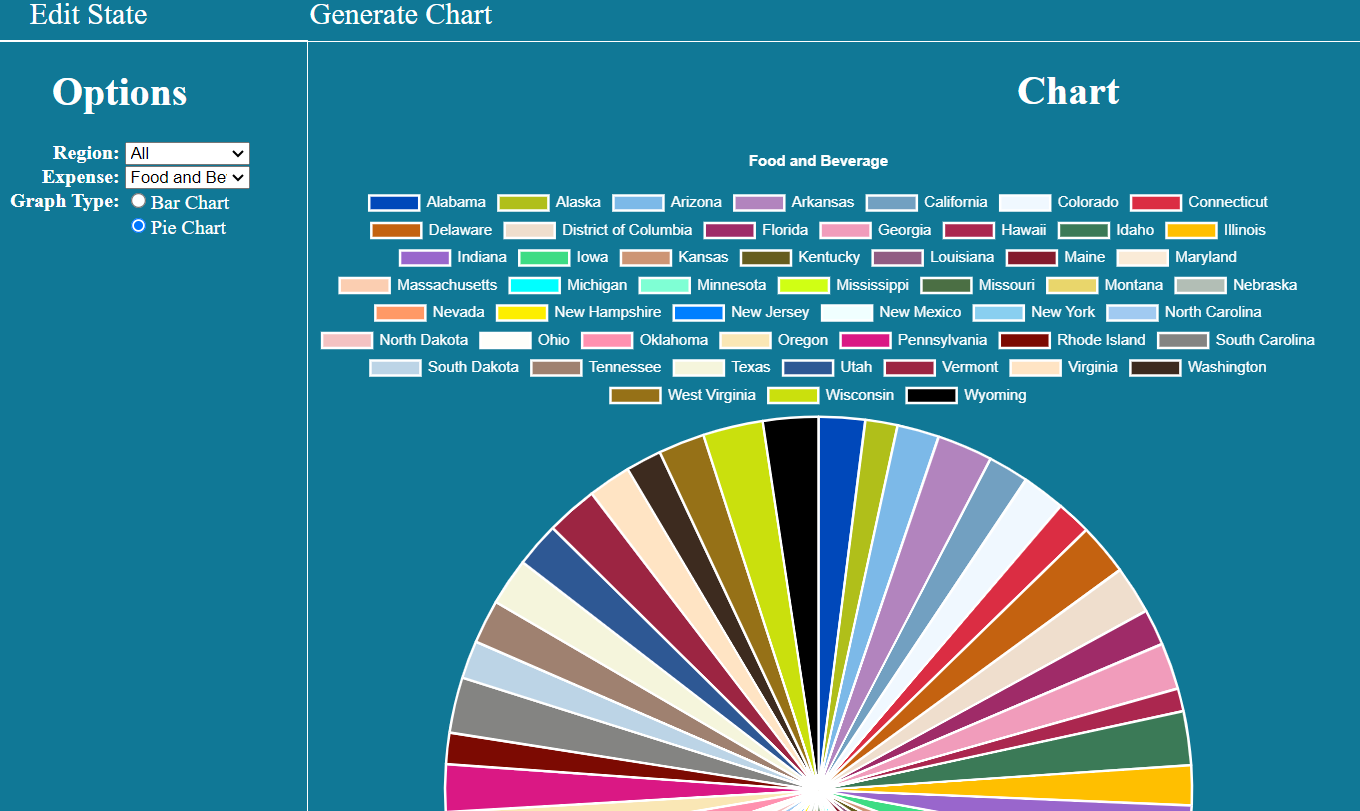 Edit State Generate Chart
Options
Region: All
Expense: Food and Be
Graph Type: Bar Chart
Pie Chart
Chart
Food and Beverage
Alabama Alaska Arizona Arkansas California Colorado Connecticut
Delaware District of Columbia Florida Georgia Hawaii Idaho Illinois
Indiana Iowa Kansas Kentucky Louisiana Maine Maryland
Massachusetts Michigan Minnesota Mississippi Missouri Montana Nebraska
Nevada New Hampshire New Jersey New Mexico New York North Carolina
North Dakota Ohio Oklahoma Oregon Pennsylvania Rhode Island South Carolina
South Dakota Tennessee Texas Utah Vermont Virginia Washington
West Virginia Wisconsin Wyoming